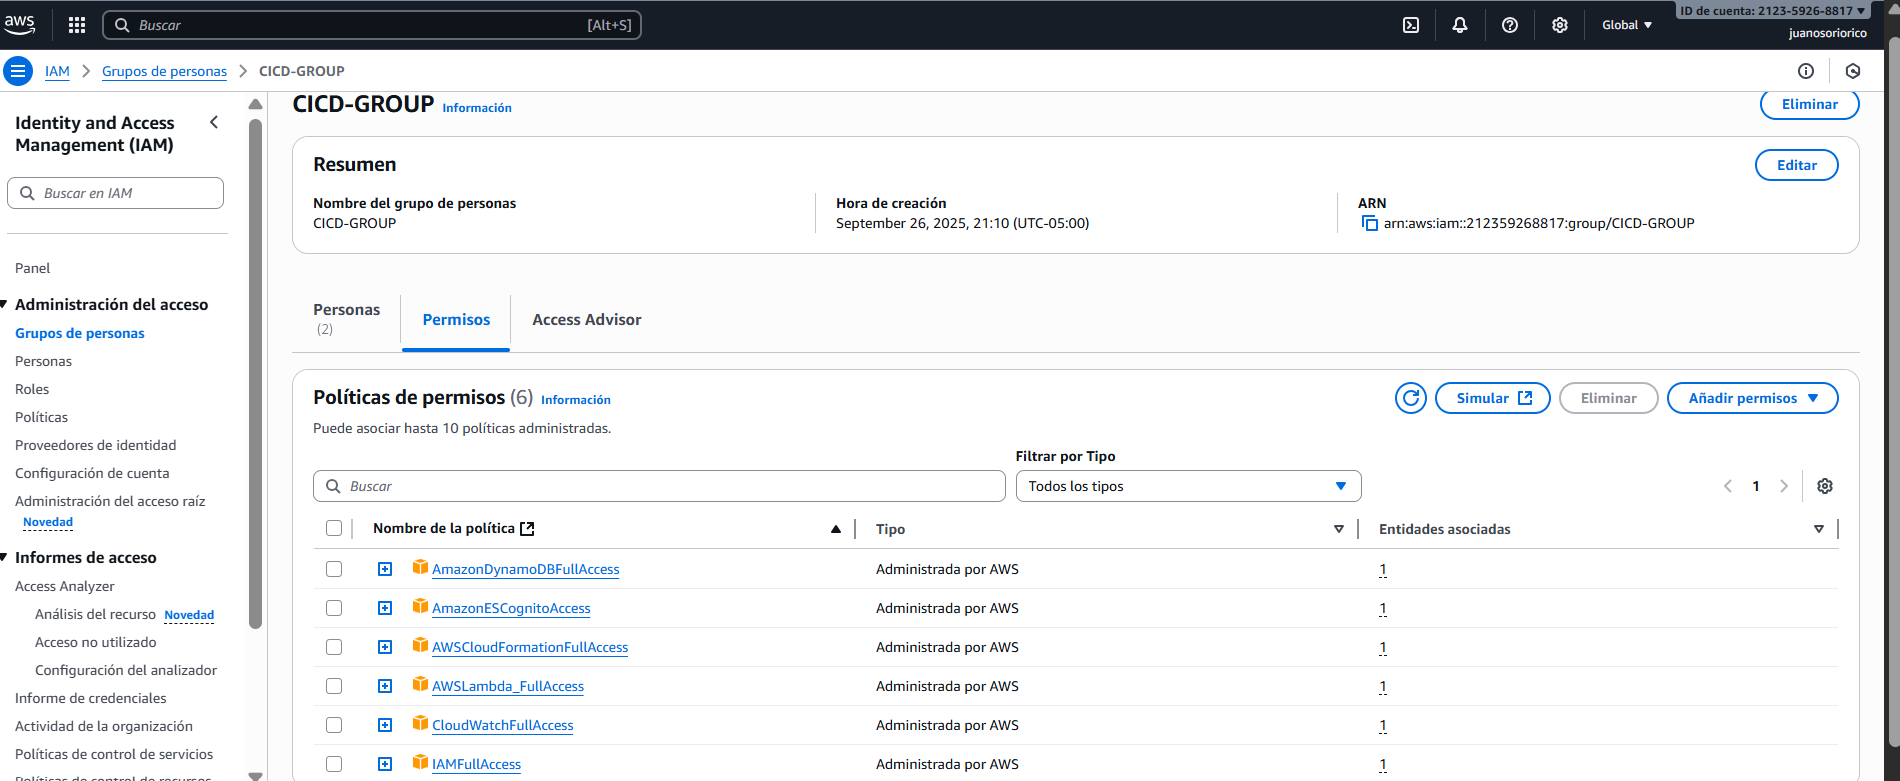 aws
Buscar
[Alt+S]
Global
ID de cuenta: 2123-5926-8817
juanosoriorico
IAM
Grupos de personas
CICD-GROUP
Identity and Access
Management (IAM)
Buscar en IAM
Panel
Administración del acceso
Grupos de personas
Personas
Roles
Políticas
Proveedores de identidad
Configuración de cuenta
Administración del acceso raíz
Novedad
Informes de acceso
Access Analyzer
Análisis del recurso Novedad
Acceso no utilizado
Configuración del analizador
Informe de credenciales
Actividad de la organización
Políticas de control de servicios
Políticas de control de recursos
CICD-GROUP Información
Eliminar
Resumen
Editar
Nombre del grupo de personas
CICD-GROUP
Hora de creación
September 26, 2025, 21:10 (UTC-05:00)
ARN
arn:aws:iam::212359268817:group/CICD-GROUP
Personas
(2)
Permisos
Access Advisor
Políticas de permisos (6) Información
Simular
Eliminar
Añadir permisos
Puede asociar hasta 10 políticas administradas.
Filtrar por Tipo
Buscar
Todos los tipos
1
Nombre de la política
Tipo
Entidades asociadas
AmazonDynamoDBFullAccess Administrada por AWS 1
AmazonESCognitoAccess Administrada por AWS 1
AWSCloudFormationFullAccess Administrada por AWS 1
AWSLambda_FullAccess Administrada por AWS 1
CloudWatchFullAccess Administrada por AWS 1
IAMFullAccess Administrada por AWS 1